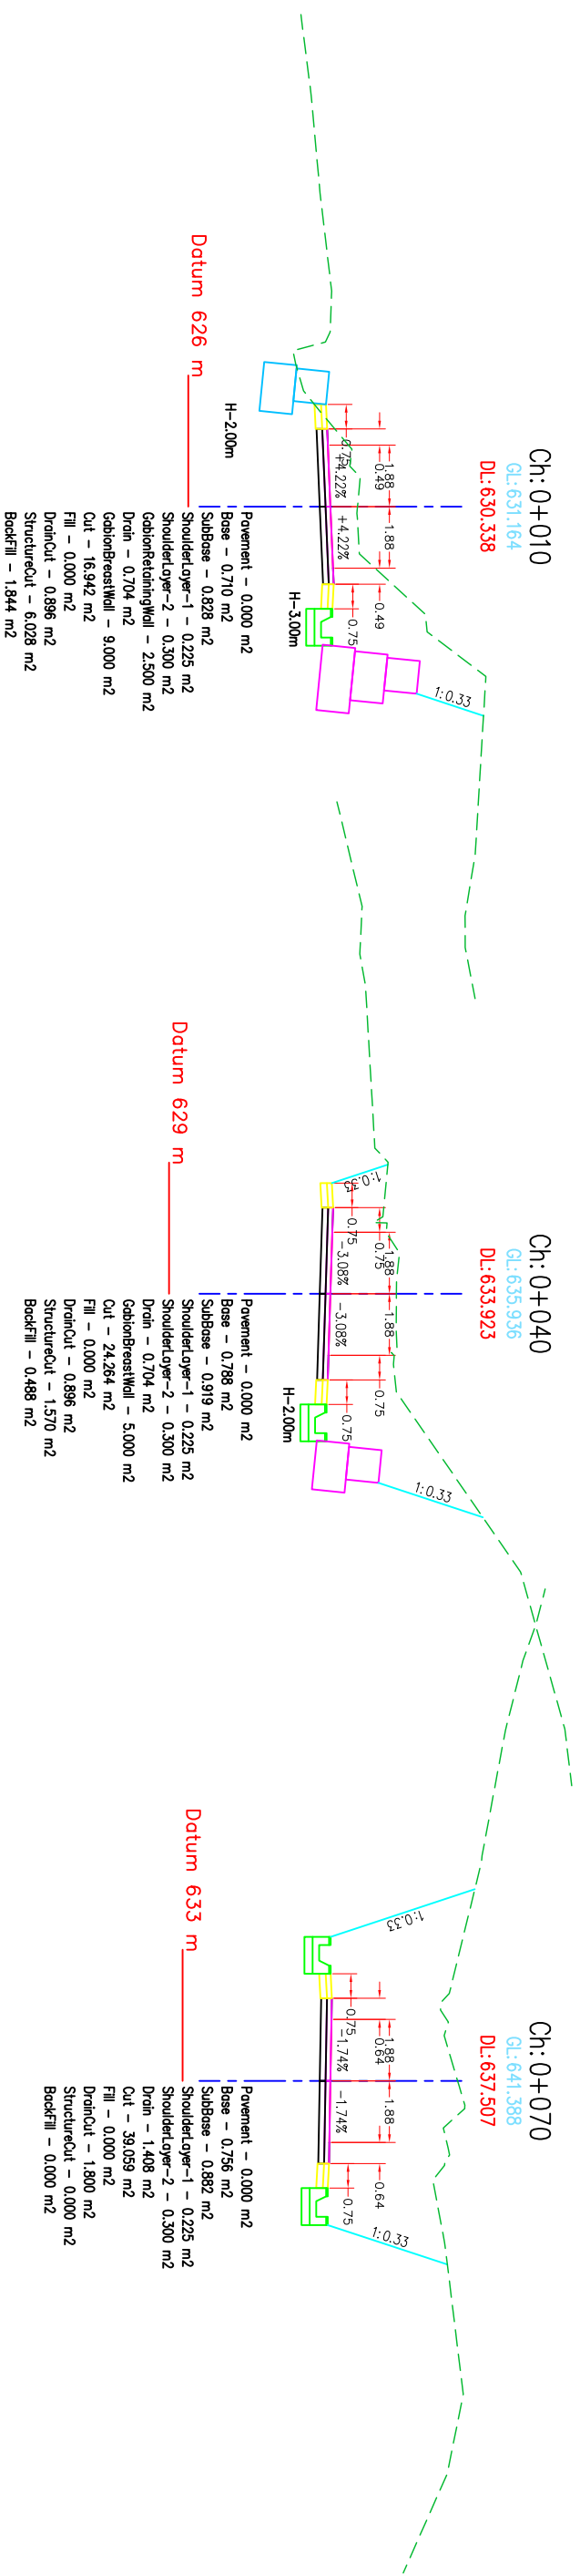 Ch: 0+010
GL:631.164
DL:630.338
1.88
1.88
0.49
0.49
0.75
0.75
+4.22%
+4.22%
1:0.33
H-3.00m
H-2.00m
Datum 626 m
Pavement - 0.000 m2
Base - 0.710 m2
SubBase - 0.828 m2
ShoulderLayer-1 - 0.225 m2
ShoulderLayer-2 - 0.300 m2
GabionRetainingWall - 2.500 m2
Drain - 0.704 m2
GabionBreastWall - 9.000 m2
Cut - 16.942 m2
Fill - 0.000 m2
DrainCut - 0.896 m2
StructureCut - 6.028 m2
BackFill - 1.844 m2
Ch: 0+040
GL:635.936
DL:633.923
1.88
1.88
0.75
0.75
0.75
0.75
-3.08%
-3.08%
1:0.33
1:0.33
H-2.00m
Datum 629 m
Pavement - 0.000 m2
Base - 0.788 m2
SubBase - 0.919 m2
ShoulderLayer-1 - 0.225 m2
ShoulderLayer-2 - 0.300 m2
Drain - 0.704 m2
GabionBreastWall - 5.000 m2
Cut - 24.264 m2
Fill - 0.000 m2
DrainCut - 0.896 m2
StructureCut - 1.570 m2
BackFill - 0.488 m2
Ch: 0+070
GL:641.388
DL:637.507
1.88
1.88
0.64
0.64
0.75
0.75
-1.74%
-1.74%
1:0.33
1:0.33
Datum 633 m
Pavement - 0.000 m2
Base - 0.756 m2
SubBase - 0.882 m2
ShoulderLayer-1 - 0.225 m2
ShoulderLayer-2 - 0.300 m2
Drain - 1.408 m2
Cut - 39.059 m2
Fill - 0.000 m2
DrainCut - 1.800 m2
StructureCut - 0.000 m2
BackFill - 0.000 m2